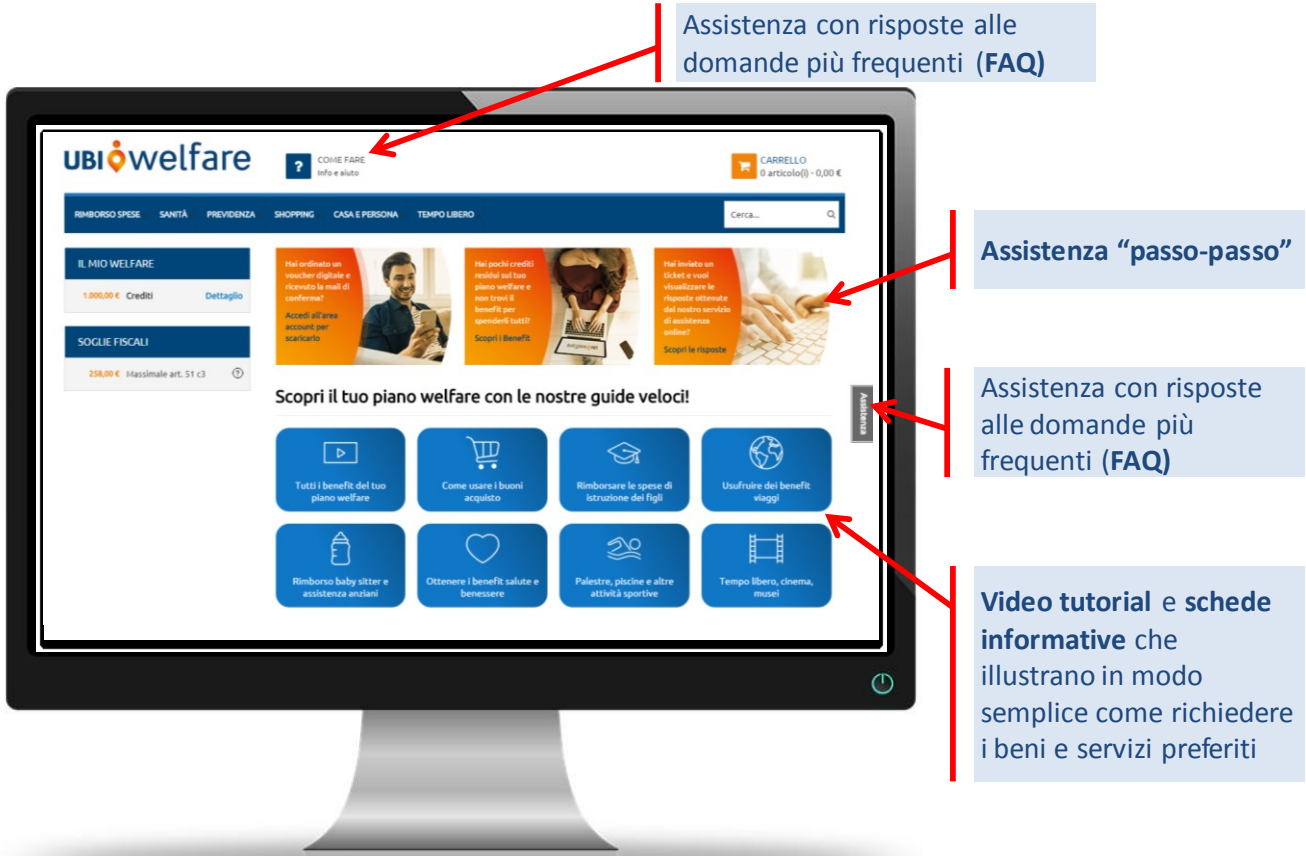 Assistenza con risposte alle
domande più frequenti (FAQ)
UBI welfare
?
COME FARE
Info e aiuto
CARRELLO
0 articolo(i) - 0,00 €
RIMBORSO SPESE SANITÀ PREVIDENZA SHOPPING CASA E PERSONA TEMPO LIBERO
Cerca...
IL MIO WELFARE
1.000,00 € Crediti Dettaglio
SOGLIE FISCALI
258,00 € Massimale art. 51 c3 ?
Hai ordinato un
voucher digitale e
ricevuto la mail di
conferma?
Accedi all'area
account per
scaricarlo
Hai pochi crediti
residui sul tuo
piano welfare e
non trovi il
benefit per
spenderli tutti?
Scopri i Benefit
Hai inviato un
ticket e vuoi
visualizzare le
risposte ottenute
dal nostro servizio
di assistenza
online?
Scopri le risposte
Assistenza “passo-passo”
Scopri il tuo piano welfare con le nostre guide veloci!
Assistenza
Assistenza con risposte
alle domande più
frequenti (FAQ)
Tutti i benefit del tuo
piano welfare
Come usare i buoni
acquisto
Rimborsare le spese di
istruzione dei figli
Usufruire dei benefit
viaggi
Rimborso baby sitter e
assistenza anziani
Ottenere i benefit salute e
benessere
Palestre, piscine e altre
attività sportive
Tempo libero, cinema,
musei
Video tutorial e schede
informative che
illustrano in modo
semplice come richiedere
i beni e servizi preferiti